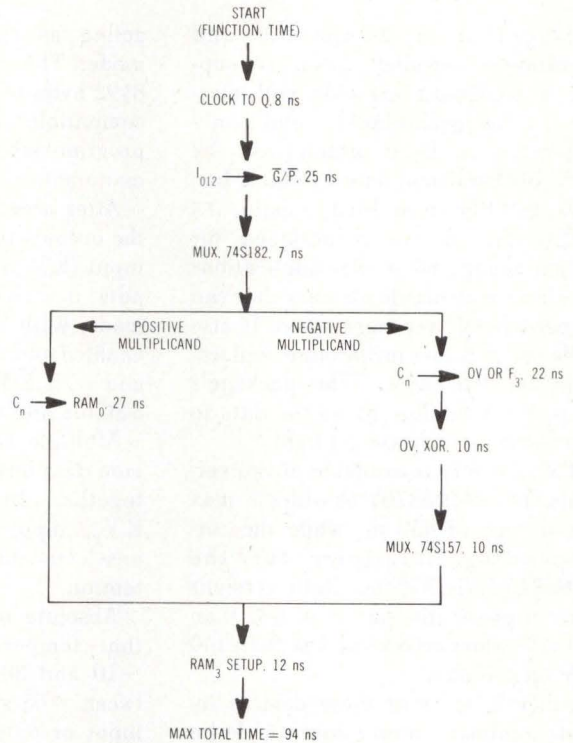 START
(FUNCTION, TIME)
CLOCK TO Q, 8 ns
I₀₁₂ → G̅/P̅, 25 ns
MUX, 74S182, 7 ns
POSITIVE MULTIPLICAND
NEGATIVE MULTIPLICAND
Cₙ → RAM₀, 27 ns
Cₙ → OV OR F₃, 22 ns
OV, XOR, 10 ns
MUX, 74S157, 10 ns
RAM₃ SETUP, 12 ns
MAX TOTAL TIME = 94 ns